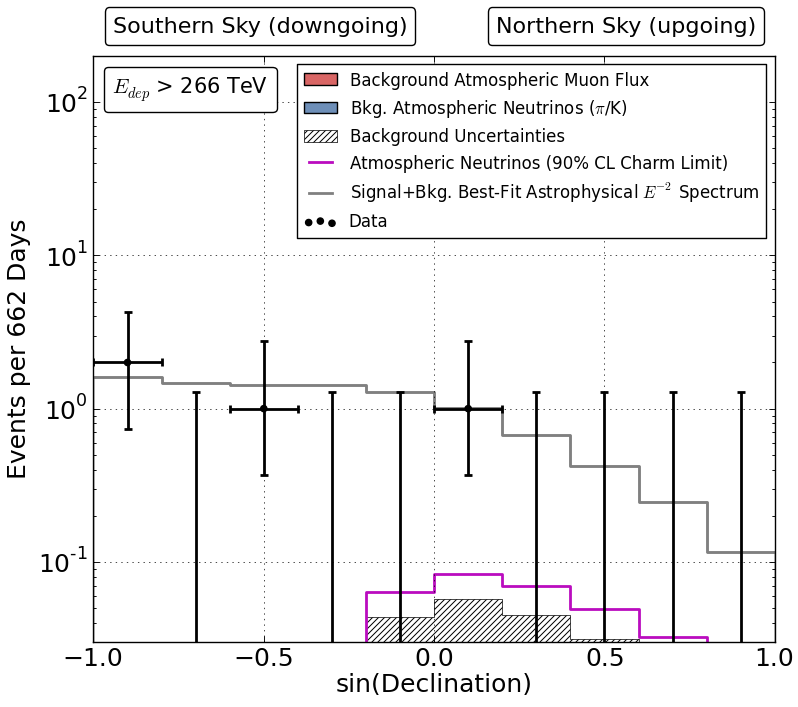 Southern Sky (downgoing)
Northern Sky (upgoing)
E_dep > 266 TeV
Background Atmospheric Muon Flux
Bkg. Atmospheric Neutrinos (π/K)
Background Uncertainties
Atmospheric Neutrinos (90% CL Charm Limit)
Signal+Bkg. Best-Fit Astrophysical E^-2 Spectrum
Data
Events per 662 Days
10^2
10^1
10^0
10^-1
−1.0 −0.5 0.0 0.5 1.0
sin(Declination)